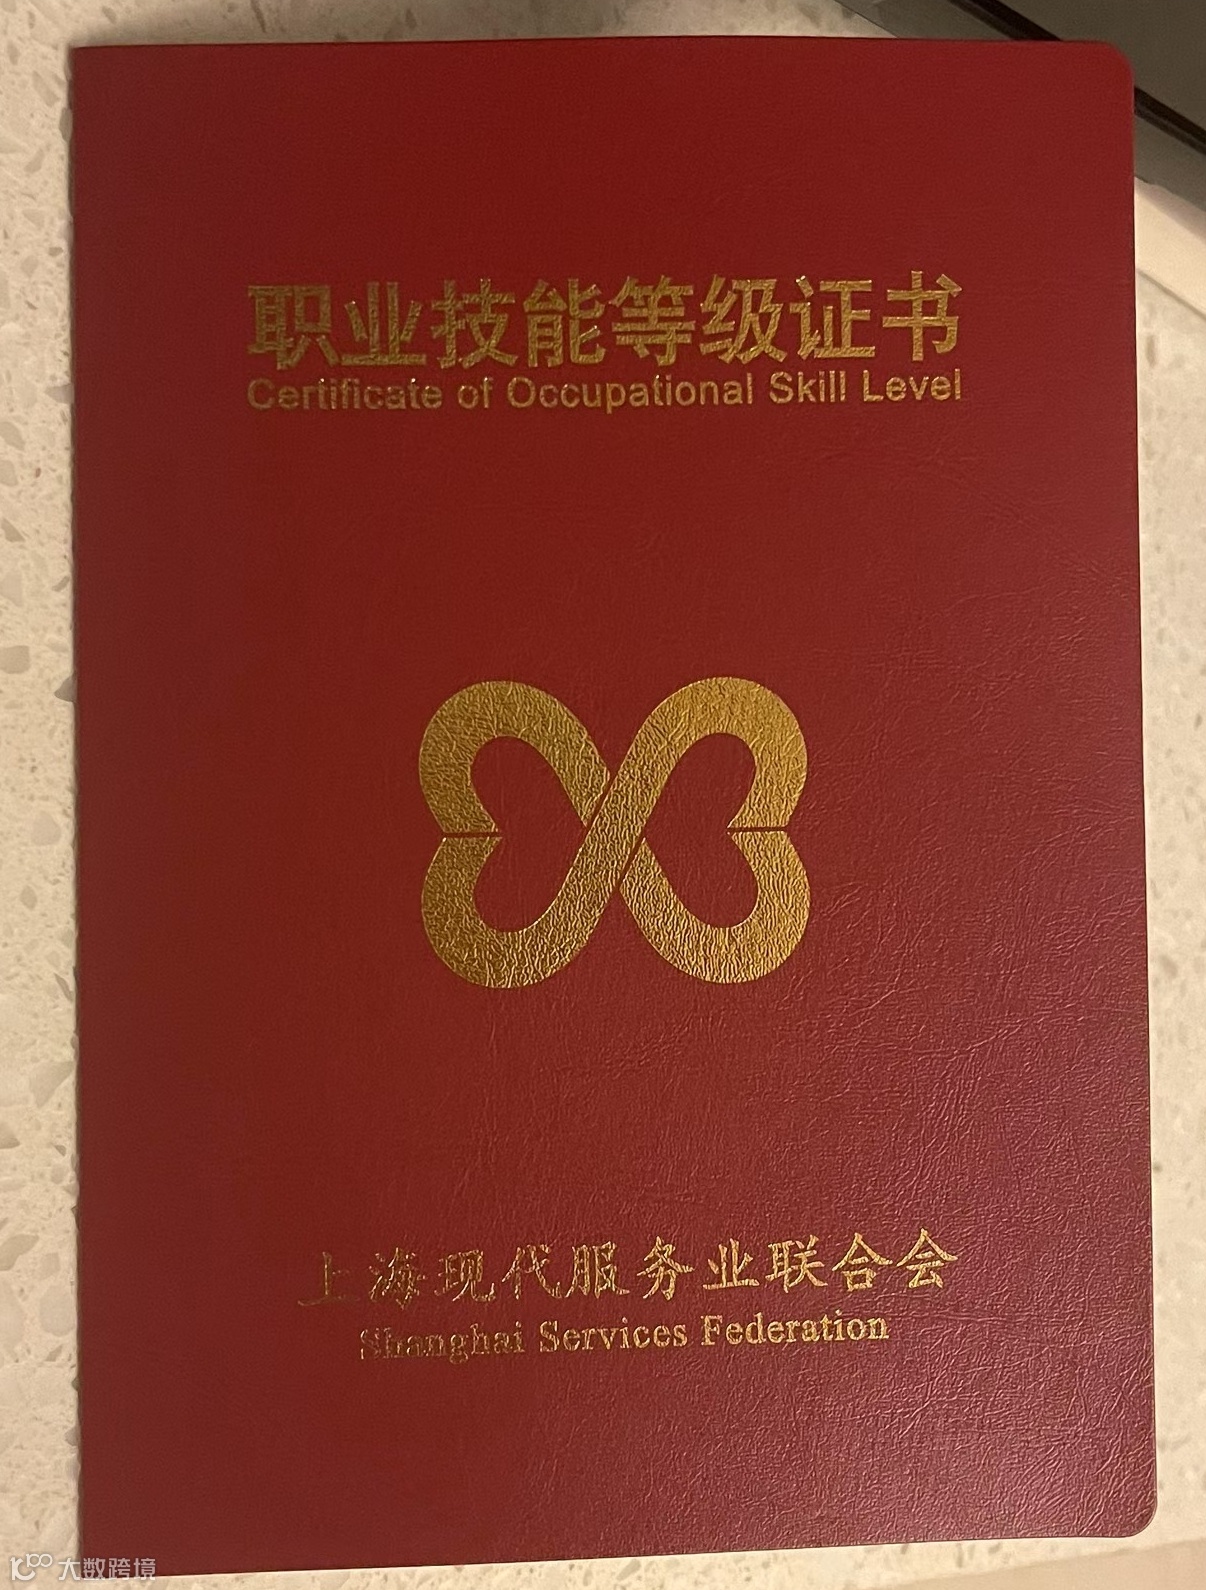 职业技能等级证书
Certificate of Occupational Skill Level
上海现代服务业联合会
Shanghai Services Federation
大数跨境